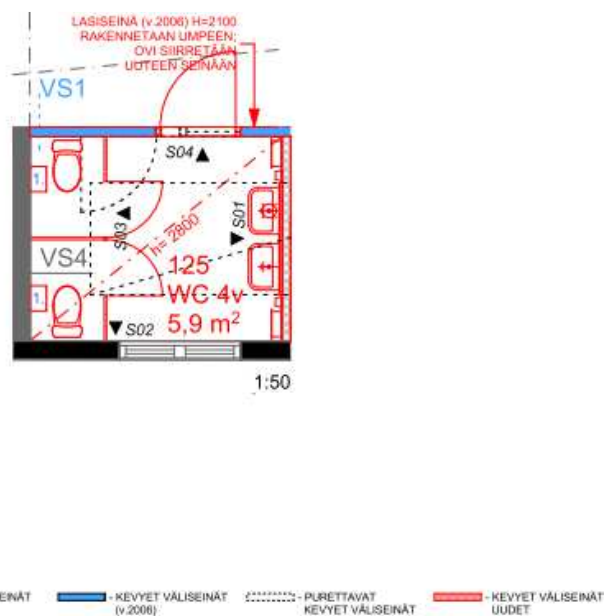 LASISEINÄ (v.2006) H=2100
RAKENNETAAN UMPEEN;
OVI SIIRRETÄÄN
UUTEEN SEINÄÄN
VS1
S04
1.
S03
S01
h= 2800
VS4
125
WC 4v
5,9 m²
1.
S02
1:50
EINÄT
- KEVYET VÄLISEINÄT
(v.2006)
- PURETTAVAT
KEVYET VÄLISEINÄT
- KEVYET VÄLISEINÄT
UUDET